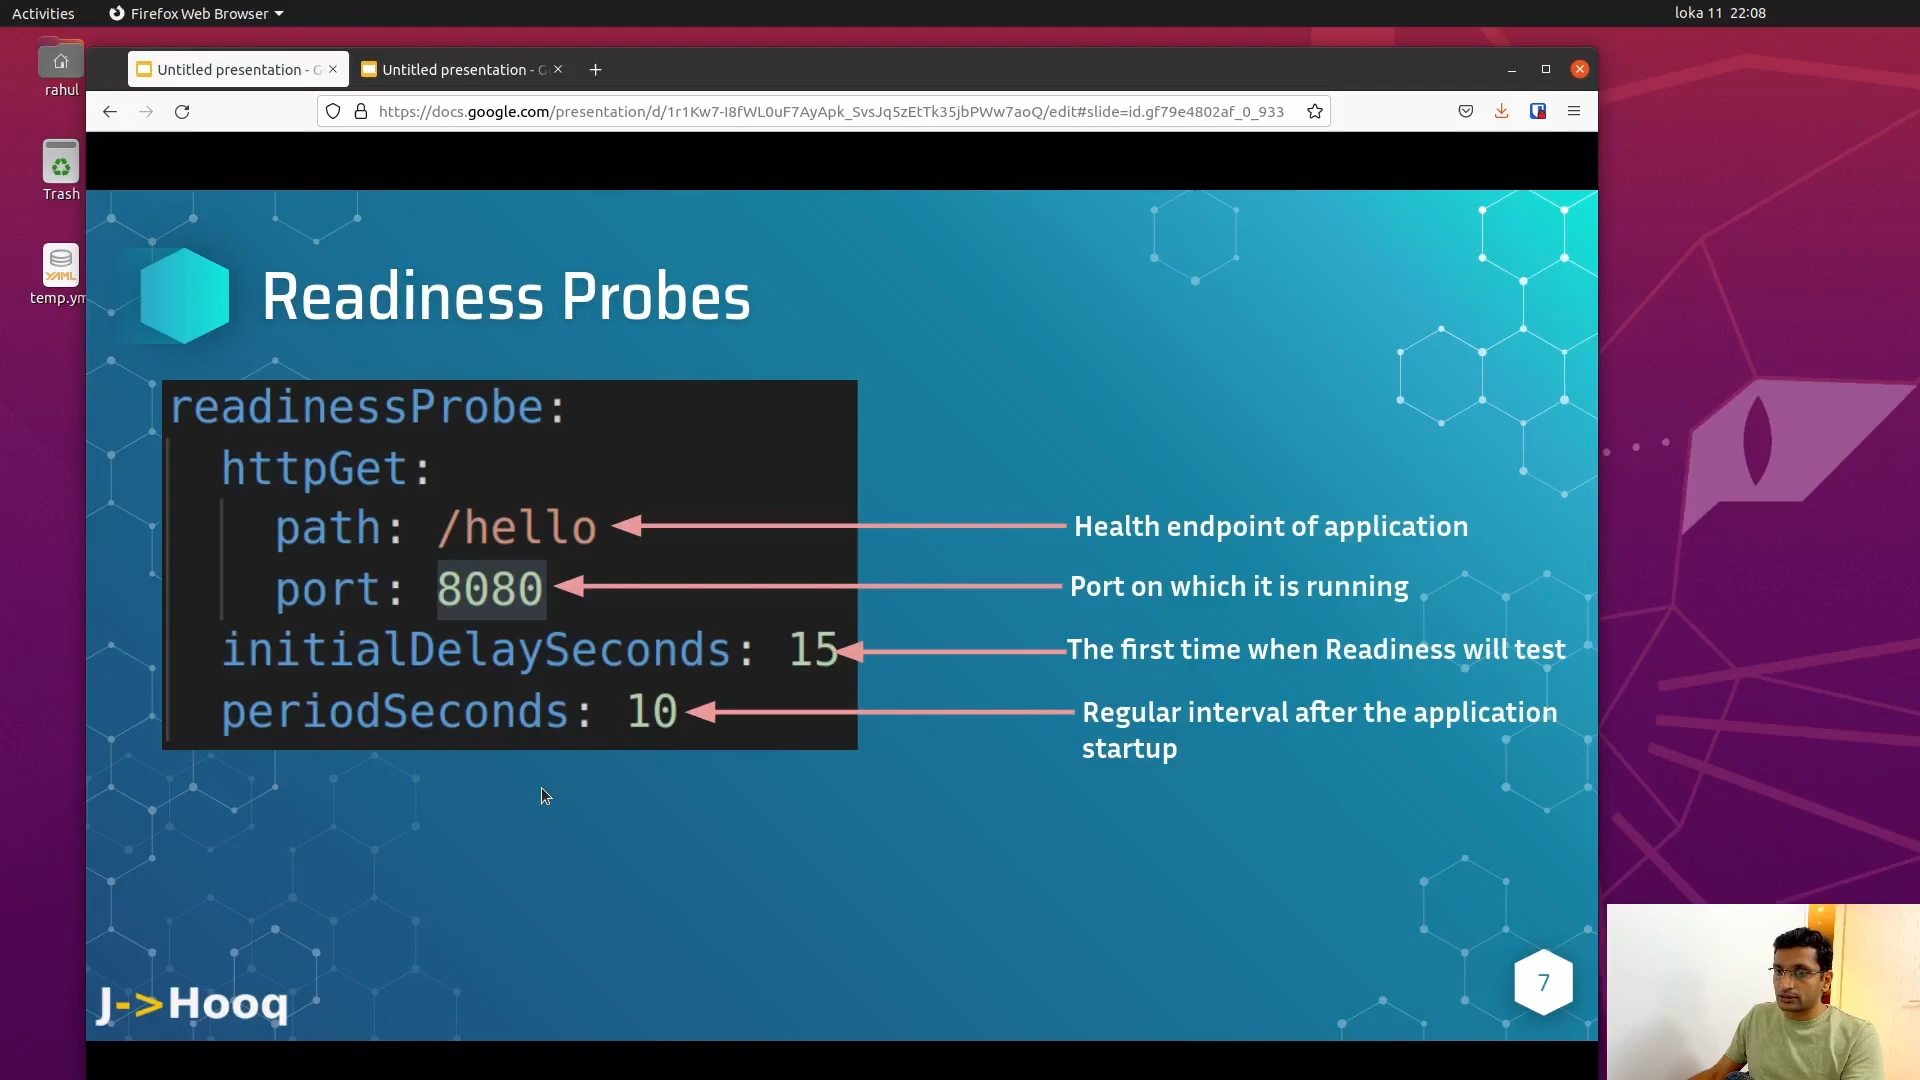 Activities
Firefox Web Browser
loka 11 22:08
rahul
Trash
YAML
temp.ym
Untitled presentation - G
Untitled presentation - G
https://docs.google.com/presentation/d/1r1Kw7-I8fWL0uF7AyApk_SvsJq5zEtTk35jbPWw7aoQ/edit#slide=id.gf79e4802af_0_933
Readiness Probes
readinessProbe:
httpGet:
path: /hello
Health endpoint of application
port: 8080
Port on which it is running
initialDelaySeconds: 15
The first time when Readiness will test
periodSeconds: 10
Regular interval after the application
startup
J->Hooq
7